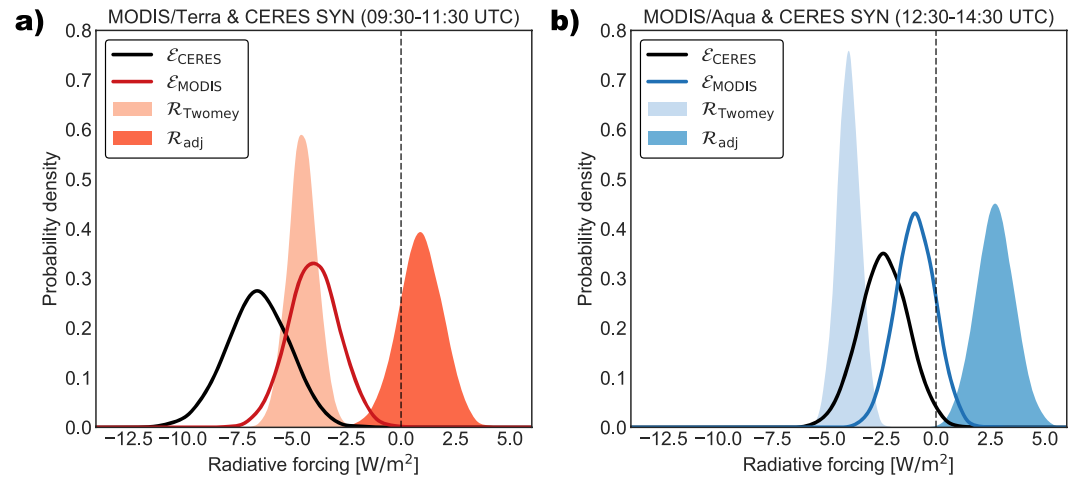 a)
MODIS/Terra & CERES SYN (09:30-11:30 UTC)
ℰCERES
ℰMODIS
ℛTwomey
ℛadj
Probability density
0.8
0.7
0.6
0.5
0.4
0.3
0.2
0.1
0.0
−12.5 −10.0 −7.5 −5.0 −2.5 0.0 2.5 5.0
Radiative forcing [W/m²]
b)
MODIS/Aqua & CERES SYN (12:30-14:30 UTC)
ℰCERES
ℰMODIS
ℛTwomey
ℛadj
Probability density
0.8
0.7
0.6
0.5
0.4
0.3
0.2
0.1
0.0
−12.5 −10.0 −7.5 −5.0 −2.5 0.0 2.5 5.0
Radiative forcing [W/m²]